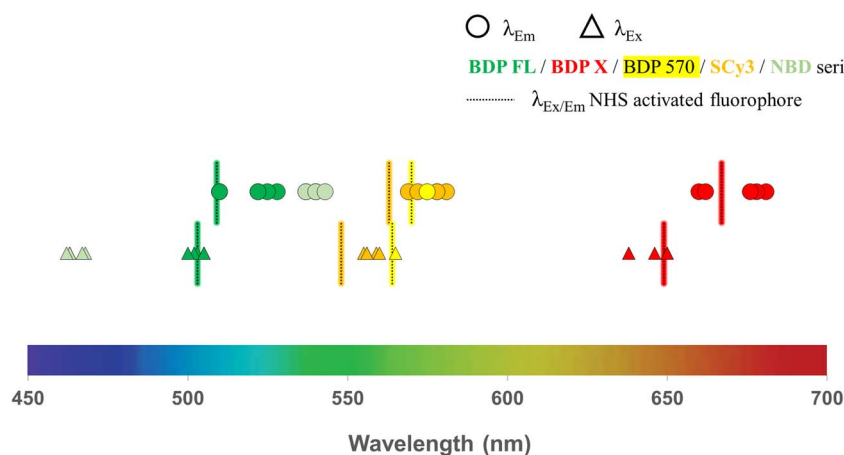 λEm λEx
BDP FL / BDP X / BDP 570 / SCy3 / NBD seri
λEx/Em NHS activated fluorophore
450 500 550 600 650 700
Wavelength (nm)